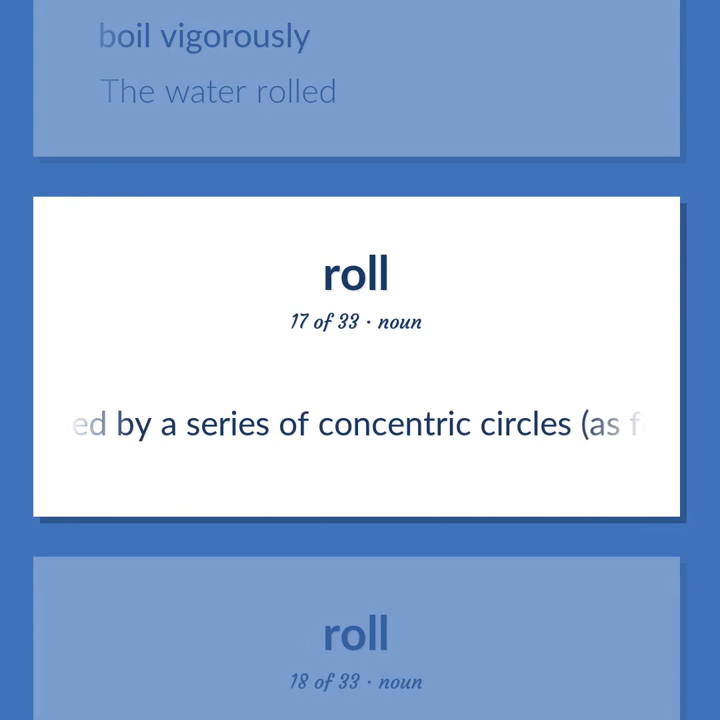 boil vigorously
The water rolled
roll
17 of 33 · noun
ed by a series of concentric circles (as f
roll
18 of 33 · noun